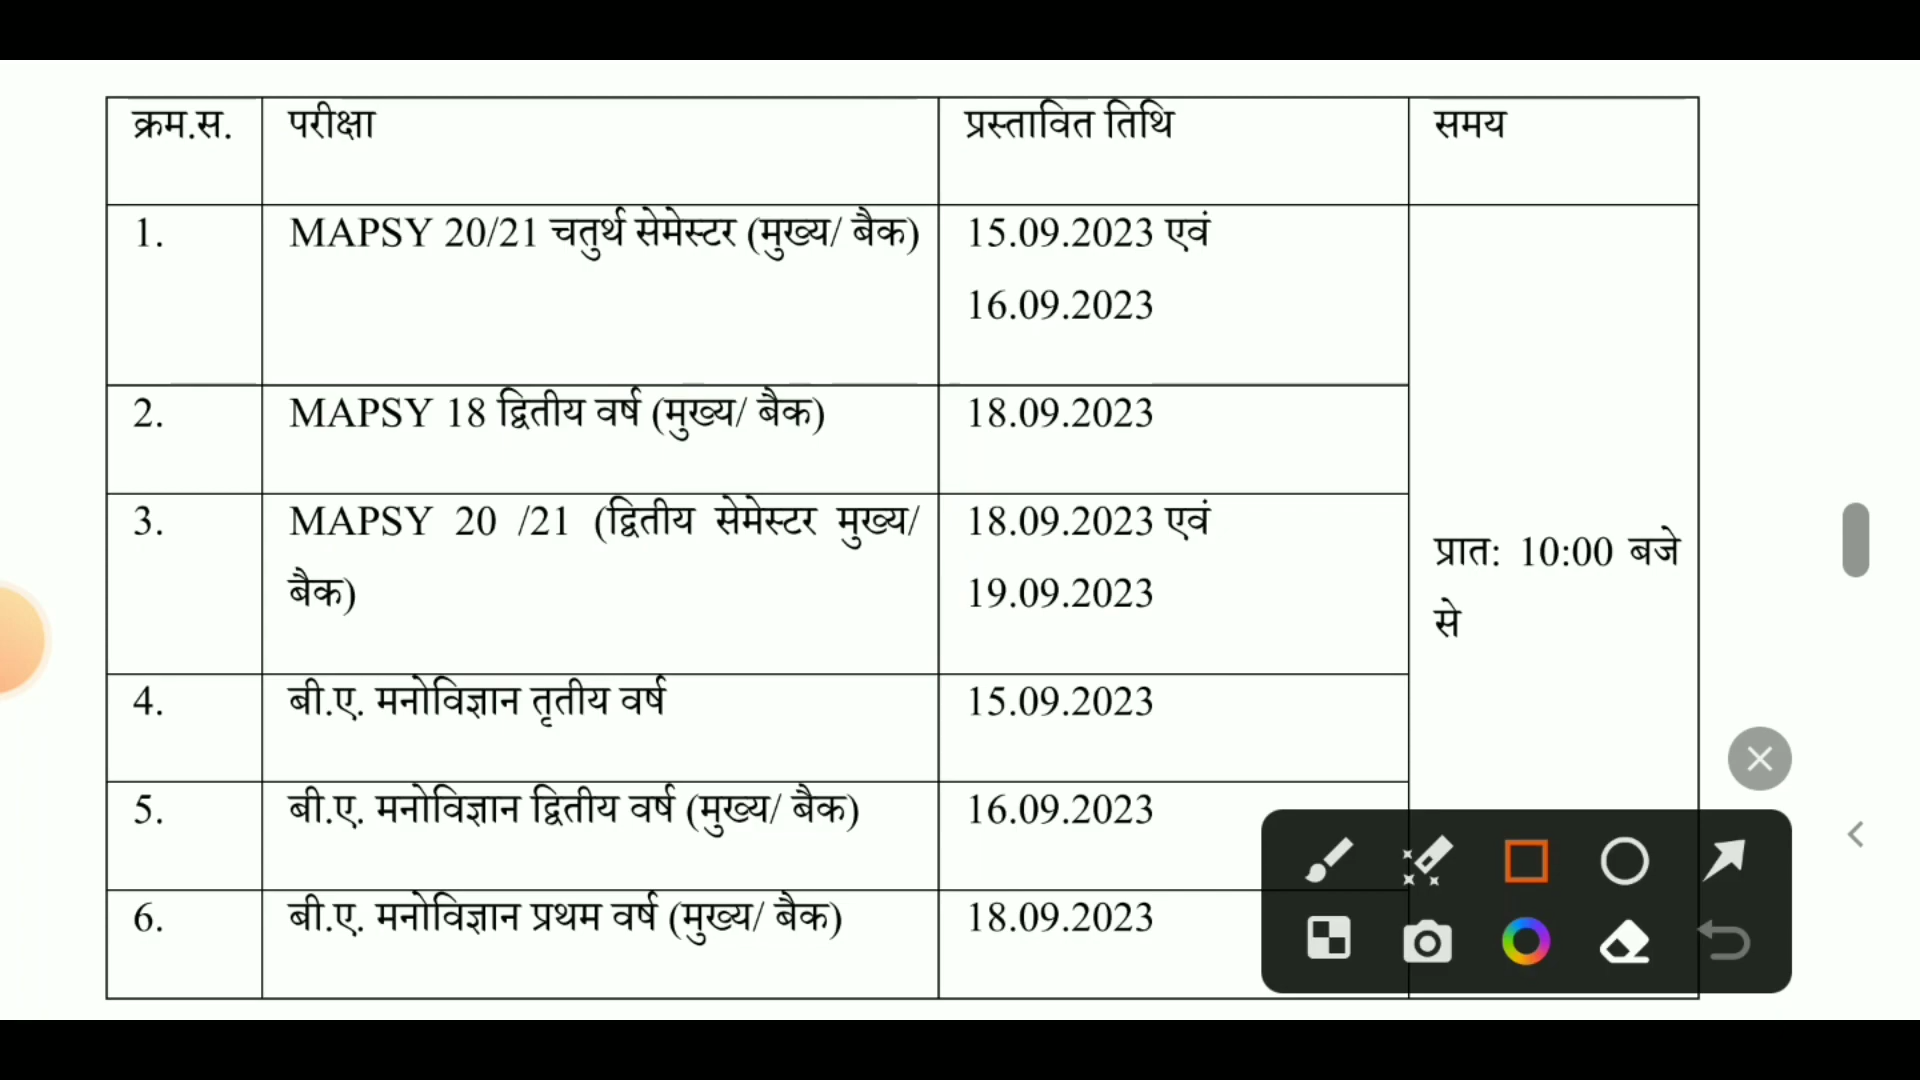 क्रम.स. परीक्षा प्रस्तावित तिथि समय
1. MAPSY 20/21 चतुर्थ सेमेस्टर (मुख्य/ बैक) 15.09.2023 एवं
16.09.2023
2. MAPSY 18 द्वितीय वर्ष (मुख्य/ बैक) 18.09.2023
3. MAPSY 20 /21 (द्वितीय सेमेस्टर मुख्य/ 18.09.2023 एवं
बैक) 19.09.2023
प्रात: 10:00 बजे
से
4. बी.ए. मनोविज्ञान तृतीय वर्ष 15.09.2023
5. बी.ए. मनोविज्ञान द्वितीय वर्ष (मुख्य/ बैक) 16.09.2023
6. बी.ए. मनोविज्ञान प्रथम वर्ष (मुख्य/ बैक) 18.09.2023